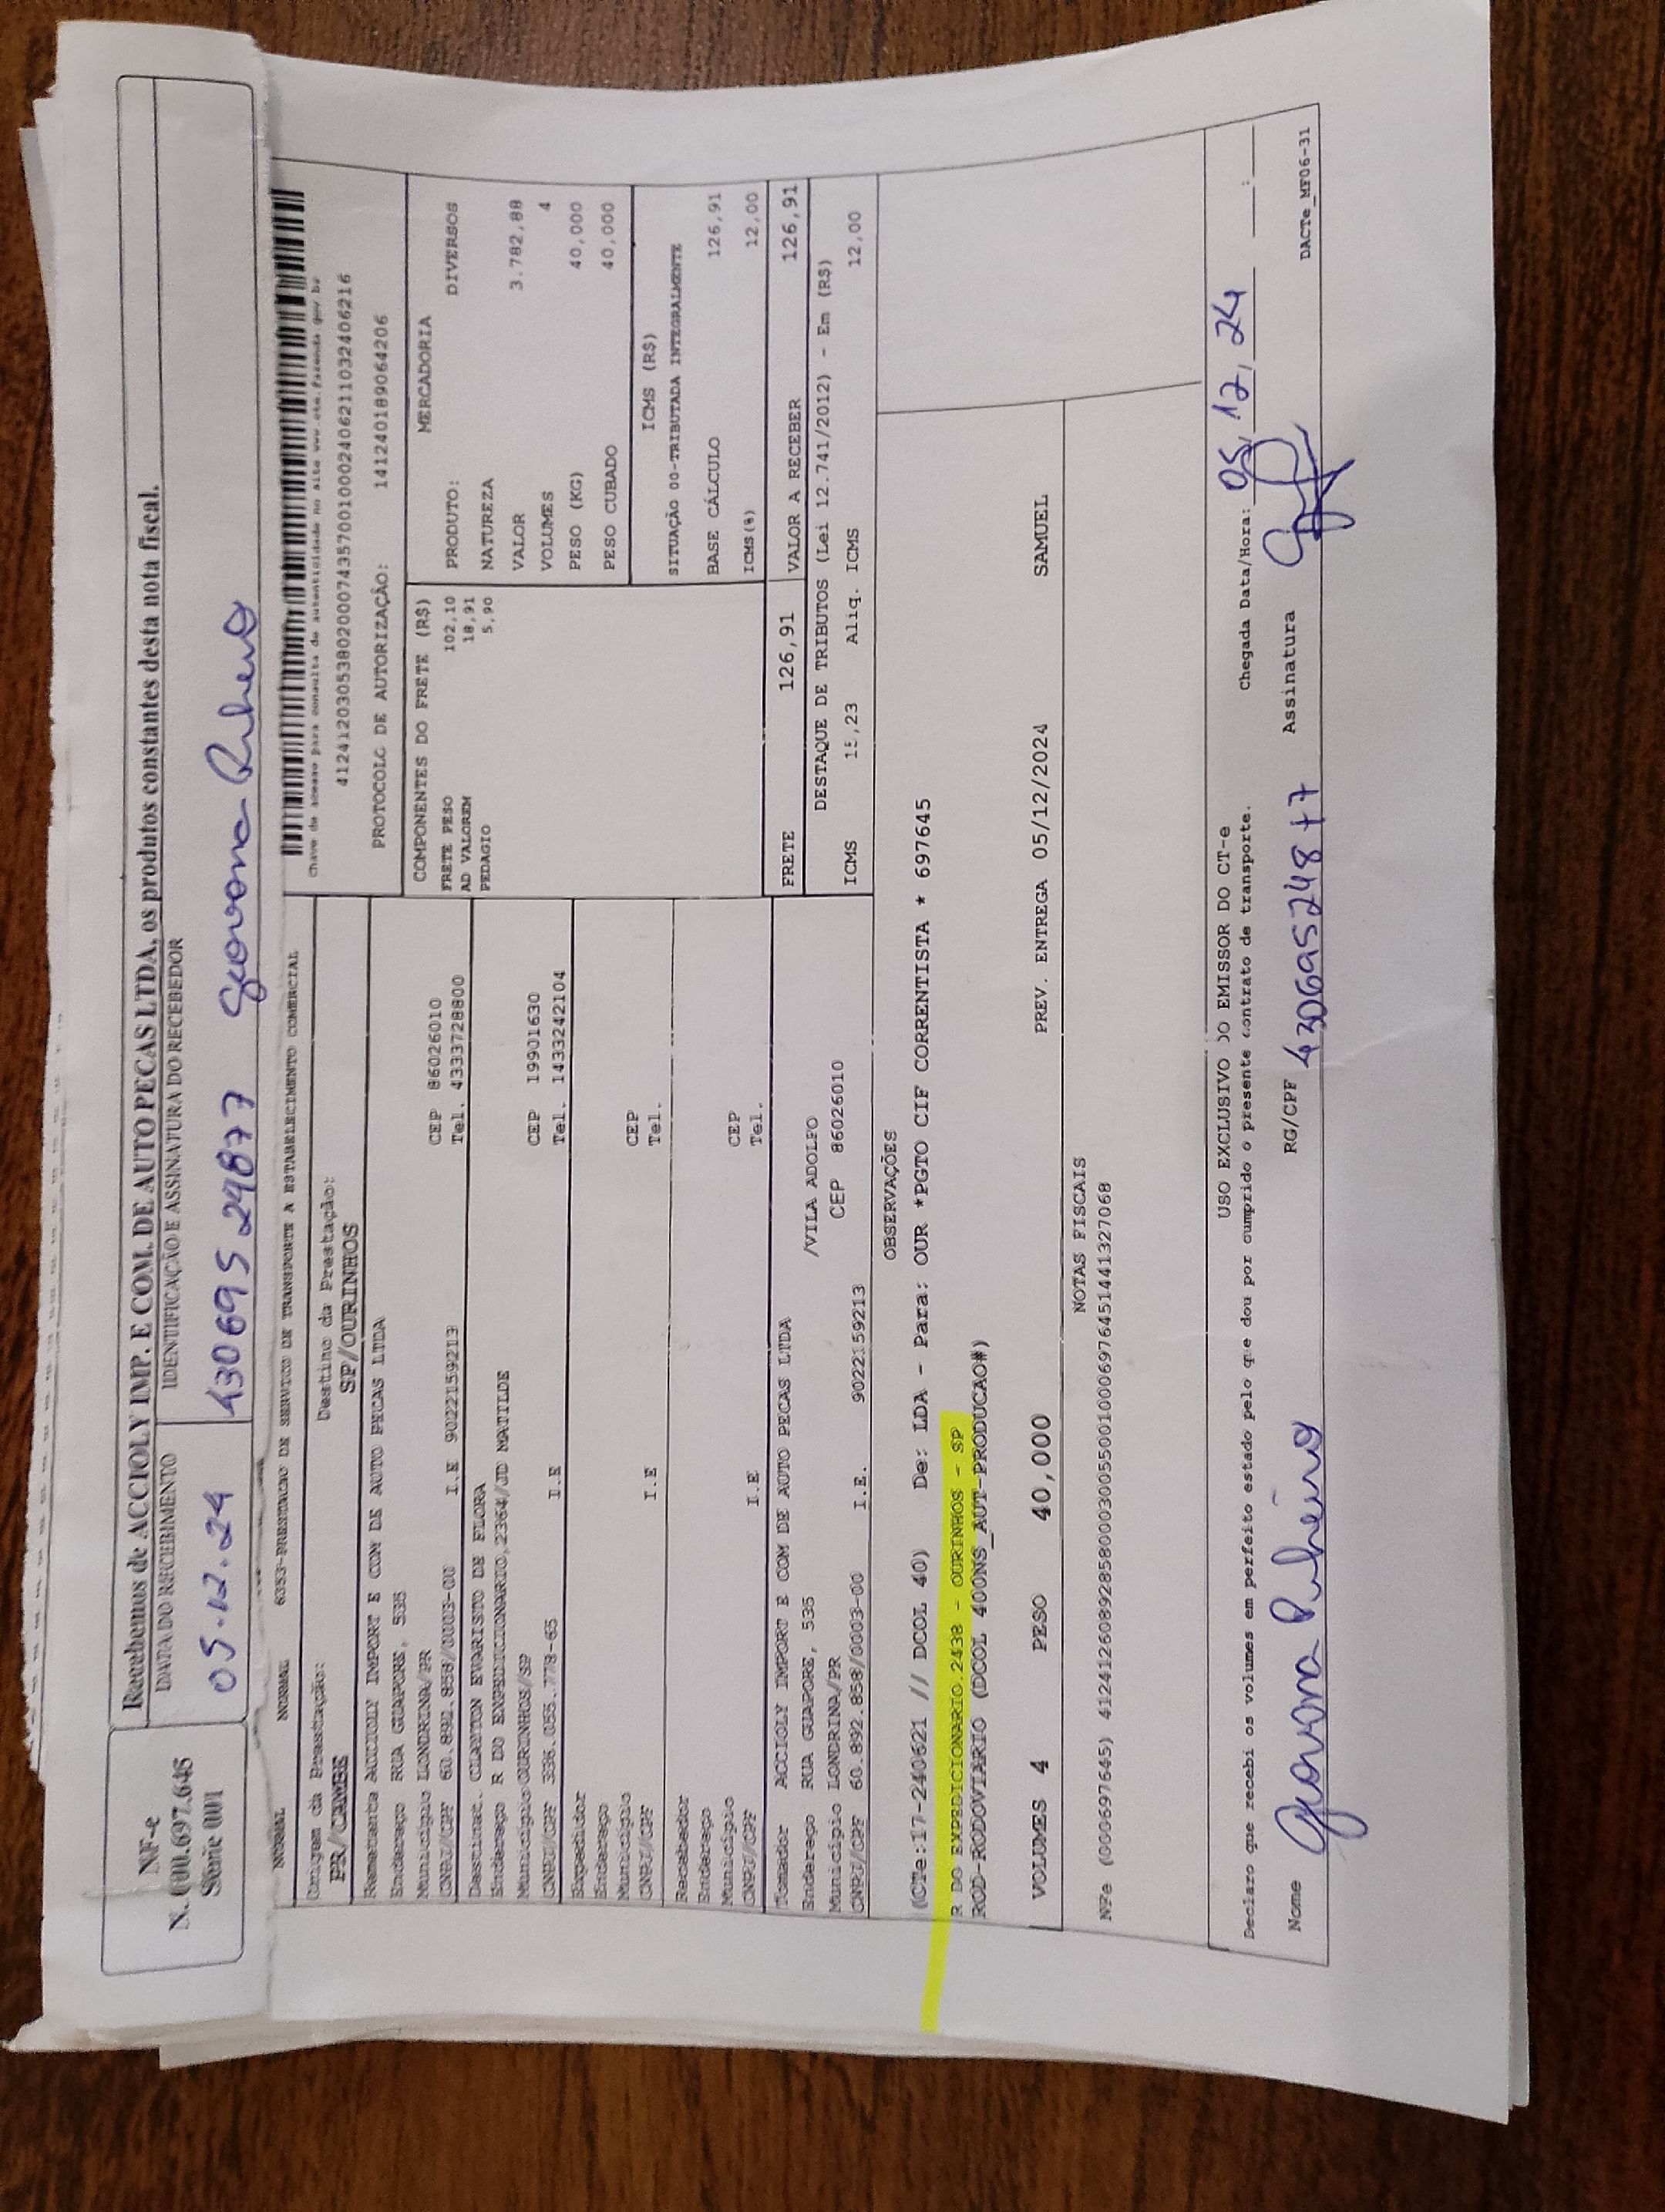 NF-e
N. 000.697.645
Série 001
Recebemos de ACCIOLY IMP. E COM. DE AUTO PECAS LTDA, os produtos constantes desta nota fiscal.
DATA DO RECEBIMENTO
IDENTIFICAÇÃO E ASSINATURA DO RECEBEDOR
05.12.24
430695 24877
NORMAL NORMAL 6353-PRESTACAO DE SERVICO DE TRANSPORTE A ESTABELECIMENTO COMERCIAL
Origem da Prestação: Destino da Prestação:
PR/CAMBE SP/OURINHOS
Remetente ACCIOLY IMPORT E COM DE AUTO PECAS LTDA
Endereço RUA GUAPORE, 535
Município LONDRINA/PR CEP 86026010
CNPJ/CPF 60.892.858/0003-00 I.E 9022159213 Tel. 4333728800
Destinat. CLAYTON EVARISTO DE FLORA
Endereço R DO EXPEDICIONARIO,2364/JD MATILDE
Município OURINHOS/SP CEP 19901630
CNPJ/CPF 336.055.778-65 I.E Tel. 1433242104
Expedidor
Endereço
Município CEP
CNPJ/CPF I.E Tel.
Recebedor
Endereço
Município CEP
CNPJ/CPF I.E Tel.
Tomador ACCIOLY IMPORT E COM DE AUTO PECAS LTDA
Endereço RUA GUAPORE, 535 /VILA ADOLFO
Município LONDRINA/PR CEP 86026010
CNPJ/CPF 60.892.858/0003-00 I.E. 9022159213
Chave de acesso para consulta de autenticidade no site www.cte.fazenda.gov.br
41241203053802000743570010002406211032406216
PROTOCOLO DE AUTORIZAÇÃO: 141240189064206
COMPONENTES DO FRETE (R$)
FRETE PESO 102,10
AD VALOREM 18,91
PEDAGIO 5,90
MERCADORIA
PRODUTO: DIVERSOS
NATUREZA
VALOR 3.782,88
VOLUMES 4
PESO (KG) 40,000
PESO CUBADO 40,000
ICMS (R$)
SITUAÇÃO 00-TRIBUTADA INTEGRALMENTE
BASE CÁLCULO 126,91
ICMS(%) 12,00
FRETE 126,91 VALOR A RECEBER 126,91
DESTAQUE DE TRIBUTOS (Lei 12.741/2012) - Em (R$)
ICMS 15,23 Aliq. ICMS 12,00
OBSERVAÇÕES
(CTe:17-240621 // DCOL 40) De: LDA - Para: OUR *PGTO CIF CORRENTISTA * 697645
R DO EXPEDICIONARIO.2438 - OURINHOS - SP
ROD-RODOVIARIO (DCOL 400NS_AUT-PRODUCAO#)
VOLUMES 4 PESO 40,000 PREV. ENTREGA 05/12/2024 SAMUEL
NOTAS FISCAIS
NFe (000697645) 41241260892858000300550010006976451441327068
USO EXCLUSIVO DO EMISSOR DO CT-e
Declaro que recebi os volumes em perfeito estado pelo que dou por cumprido o presente contrato de transporte. Chegada Data/Hora: 05/12/24 :
Nome RG/CPF 43069524877 Assinatura
DACTe_MF06-31